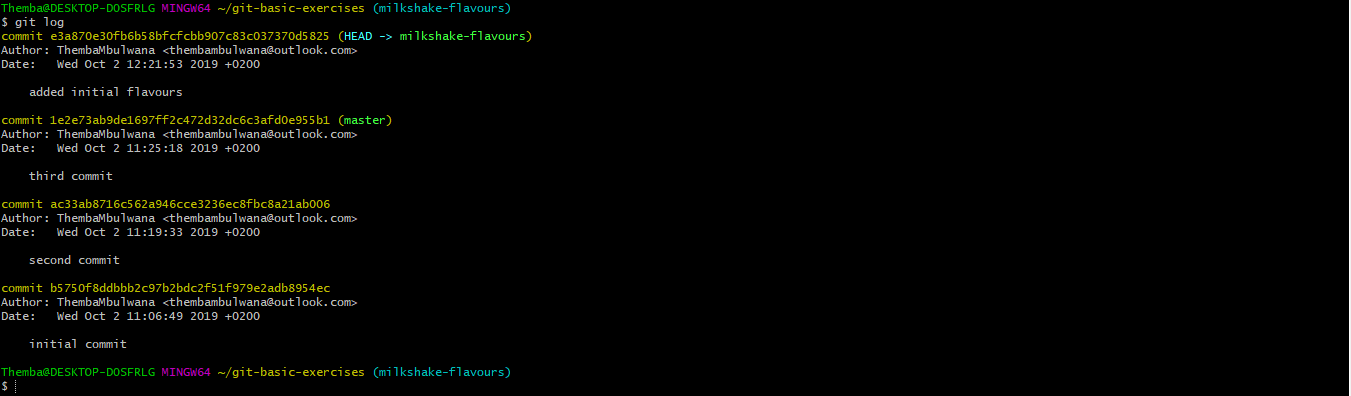 Themba@DESKTOP-DOSFRLG MINGW64 ~/git-basic-exercises (milkshake-flavours)
$ git log
commit e3a870e30fb6b58bfcfcbb907c83c037370d5825 (HEAD -> milkshake-flavours)
Author: ThembaMbulwana <thembambulwana@outlook.com>
Date:   Wed Oct 2 12:21:53 2019 +0200
added initial flavours
commit 1e2e73ab9de1697ff2c472d32dc6c3afd0e955b1 (master)
Author: ThembaMbulwana <thembambulwana@outlook.com>
Date:   Wed Oct 2 11:25:18 2019 +0200
third commit
commit ac33ab8716c562a946cce3236ec8fbc8a21ab006
Author: ThembaMbulwana <thembambulwana@outlook.com>
Date:   Wed Oct 2 11:19:33 2019 +0200
second commit
commit b5750f8ddbbb2c97b2bdc2f51f979e2adb8954ec
Author: ThembaMbulwana <thembambulwana@outlook.com>
Date:   Wed Oct 2 11:06:49 2019 +0200
initial commit
Themba@DESKTOP-DOSFRLG MINGW64 ~/git-basic-exercises (milkshake-flavours)
$